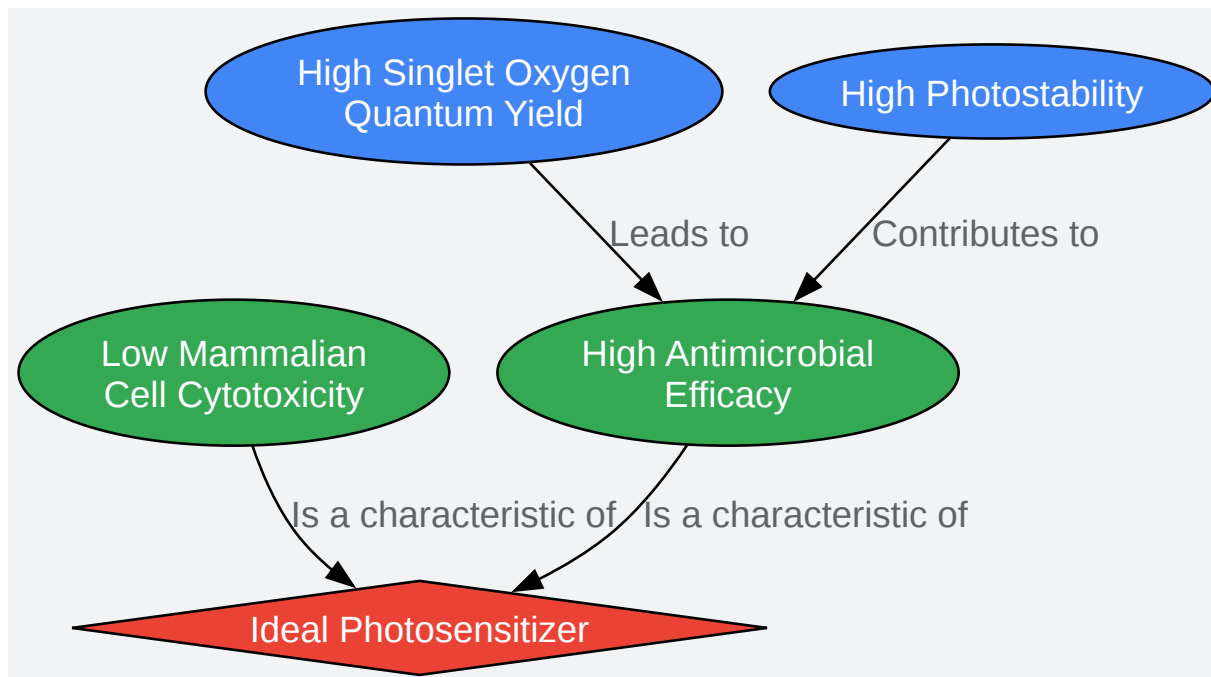 High Singlet Oxygen
Quantum Yield
High Photostability
Leads to
Contributes to
Low Mammalian
Cell Cytotoxicity
High Antimicrobial
Efficacy
Is a characteristic of
Is a characteristic of
Ideal Photosensitizer